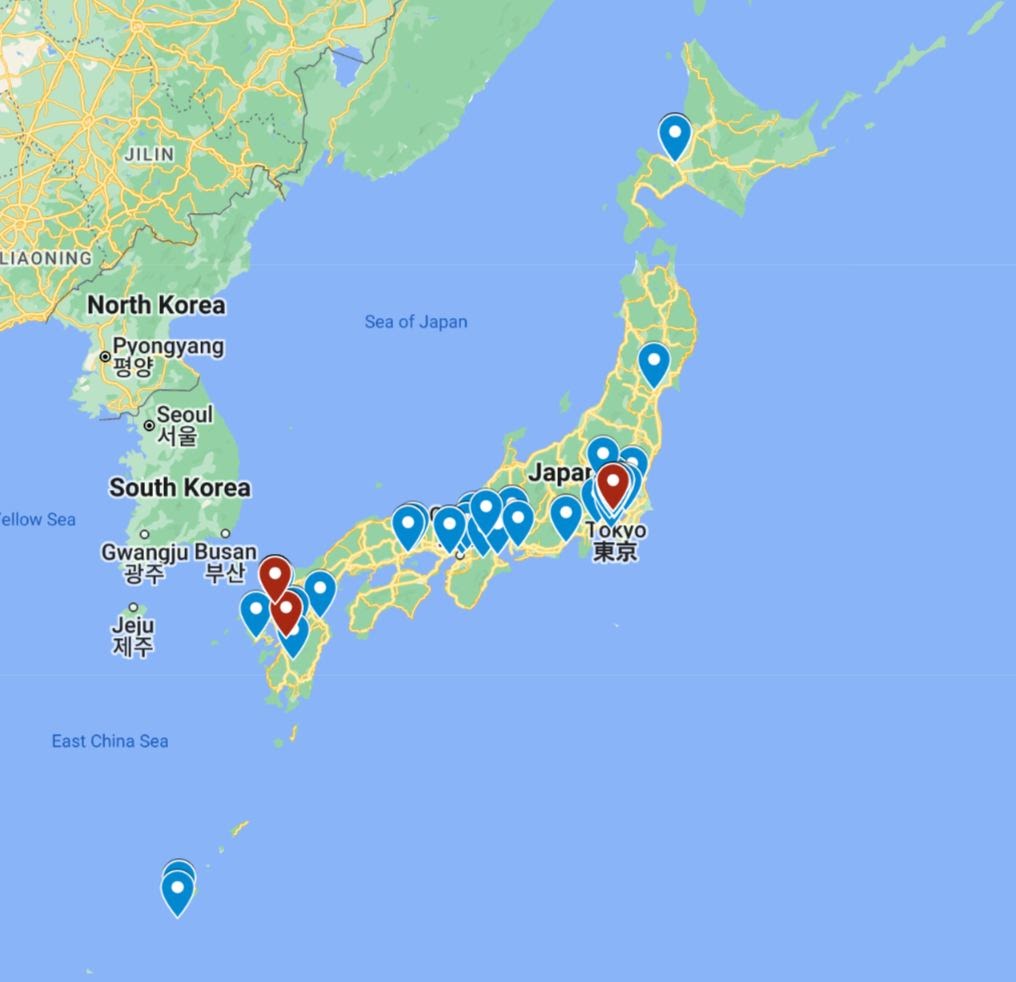 JILIN
LIAONING
North Korea
Pyongyang
평양
Sea of Japan
Seoul
서울
Japan
South Korea
ellow Sea
Tokyo
東京
Gwangju
광주
Busan
부산
Jeju
제주
East China Sea